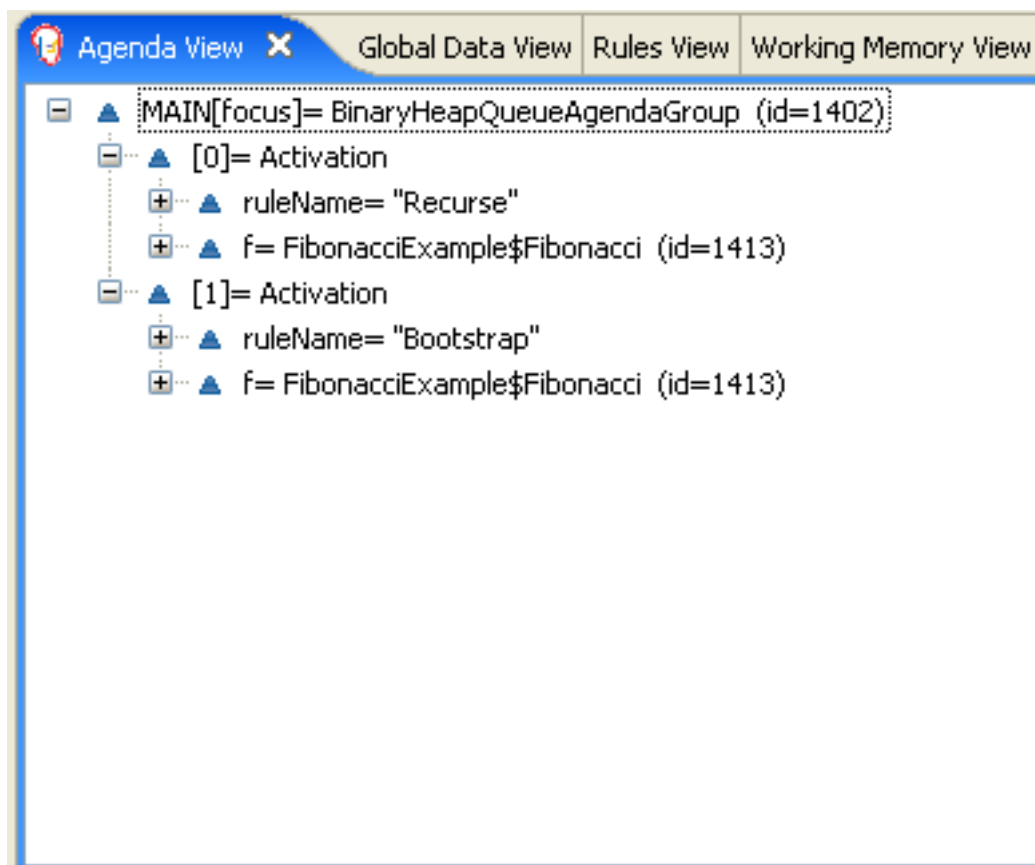 Agenda View Global Data View Rules View Working Memory View
MAIN[focus]= BinaryHeapQueueAgendaGroup (id=1402)
[0]= Activation
ruleName= "Recurse"
f= FibonacciExample$Fibonacci (id=1413)
[1]= Activation
ruleName= "Bootstrap"
f= FibonacciExample$Fibonacci (id=1413)